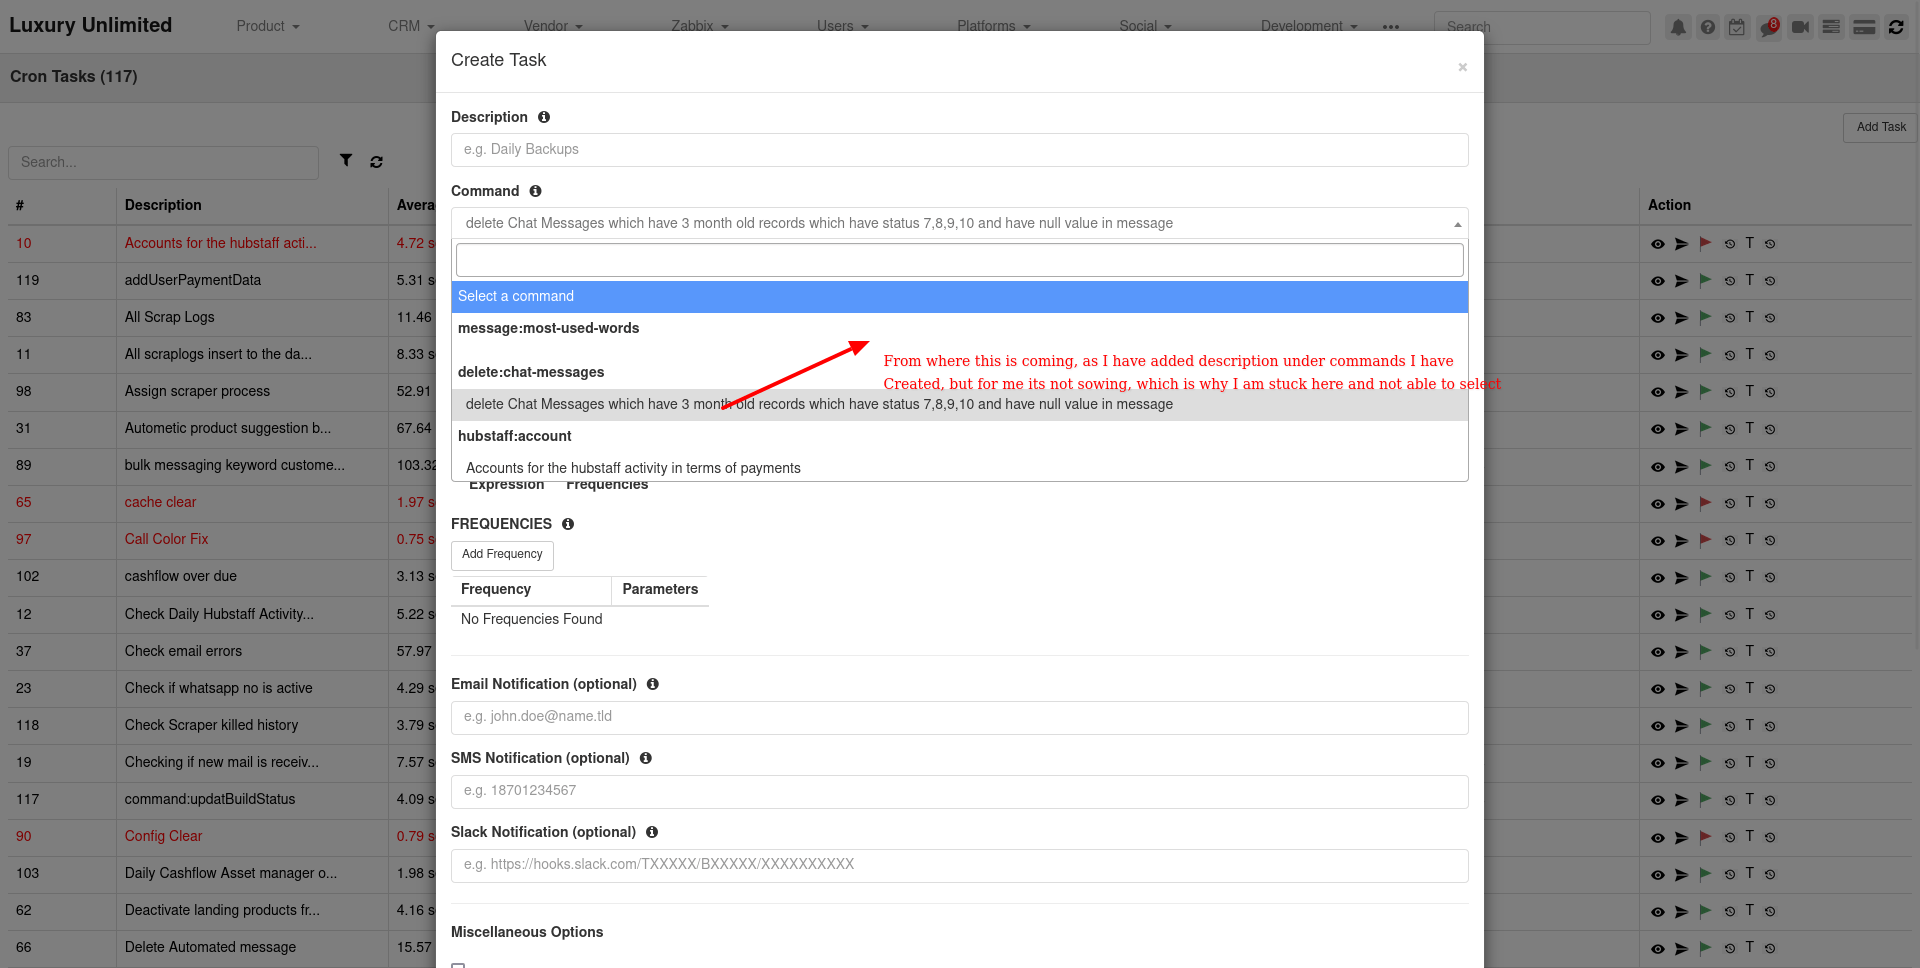 Luxury Unlimited
Product
CRM
Vendor
Zabbix
Users
Platforms
Social
Development
Search
8
Cron Tasks (117)
Create Task
×
Add Task
Search...
Description
e.g. Daily Backups
Command
delete Chat Messages which have 3 month old records which have status 7,8,9,10 and have null value in message
Select a command
message:most-used-words
From where this is coming, as I have added description under commands I have
Created, but for me its not sowing, which is why I am stuck here and not able to select
delete:chat-messages
delete Chat Messages which have 3 month old records which have status 7,8,9,10 and have null value in message
hubstaff:account
Accounts for the hubstaff activity in terms of payments
Expression Frequencies
FREQUENCIES
Add Frequency
Frequency Parameters
No Frequencies Found
Email Notification (optional)
e.g. john.doe@name.tld
SMS Notification (optional)
e.g. 18701234567
Slack Notification (optional)
e.g. https://hooks.slack.com/TXXXXX/BXXXXX/XXXXXXXXXX
Miscellaneous Options
# Description Avera Action
10 Accounts for the hubstaff acti... 4.72 s T
119 addUserPaymentData 5.31 s T
83 All Scrap Logs 11.46 T
11 All scraplogs insert to the da... 8.33 s T
98 Assign scraper process 52.91 T
31 Autometic product suggestion b... 67.64 T
89 bulk messaging keyword custome... 103.32 T
65 cache clear 1.97 s T
97 Call Color Fix 0.75 s T
102 cashflow over due 3.13 s T
12 Check Daily Hubstaff Activity... 5.22 s T
37 Check email errors 57.97 T
23 Check if whatsapp no is active 4.29 s T
118 Check Scraper killed history 3.79 s T
19 Checking if new mail is receiv... 7.57 s T
117 command:updatBuildStatus 4.09 s T
90 Config Clear 0.79 s T
103 Daily Cashflow Asset manager o... 1.98 s T
62 Deactivate landing products fr... 4.16 s T
66 Delete Automated message 15.57 T